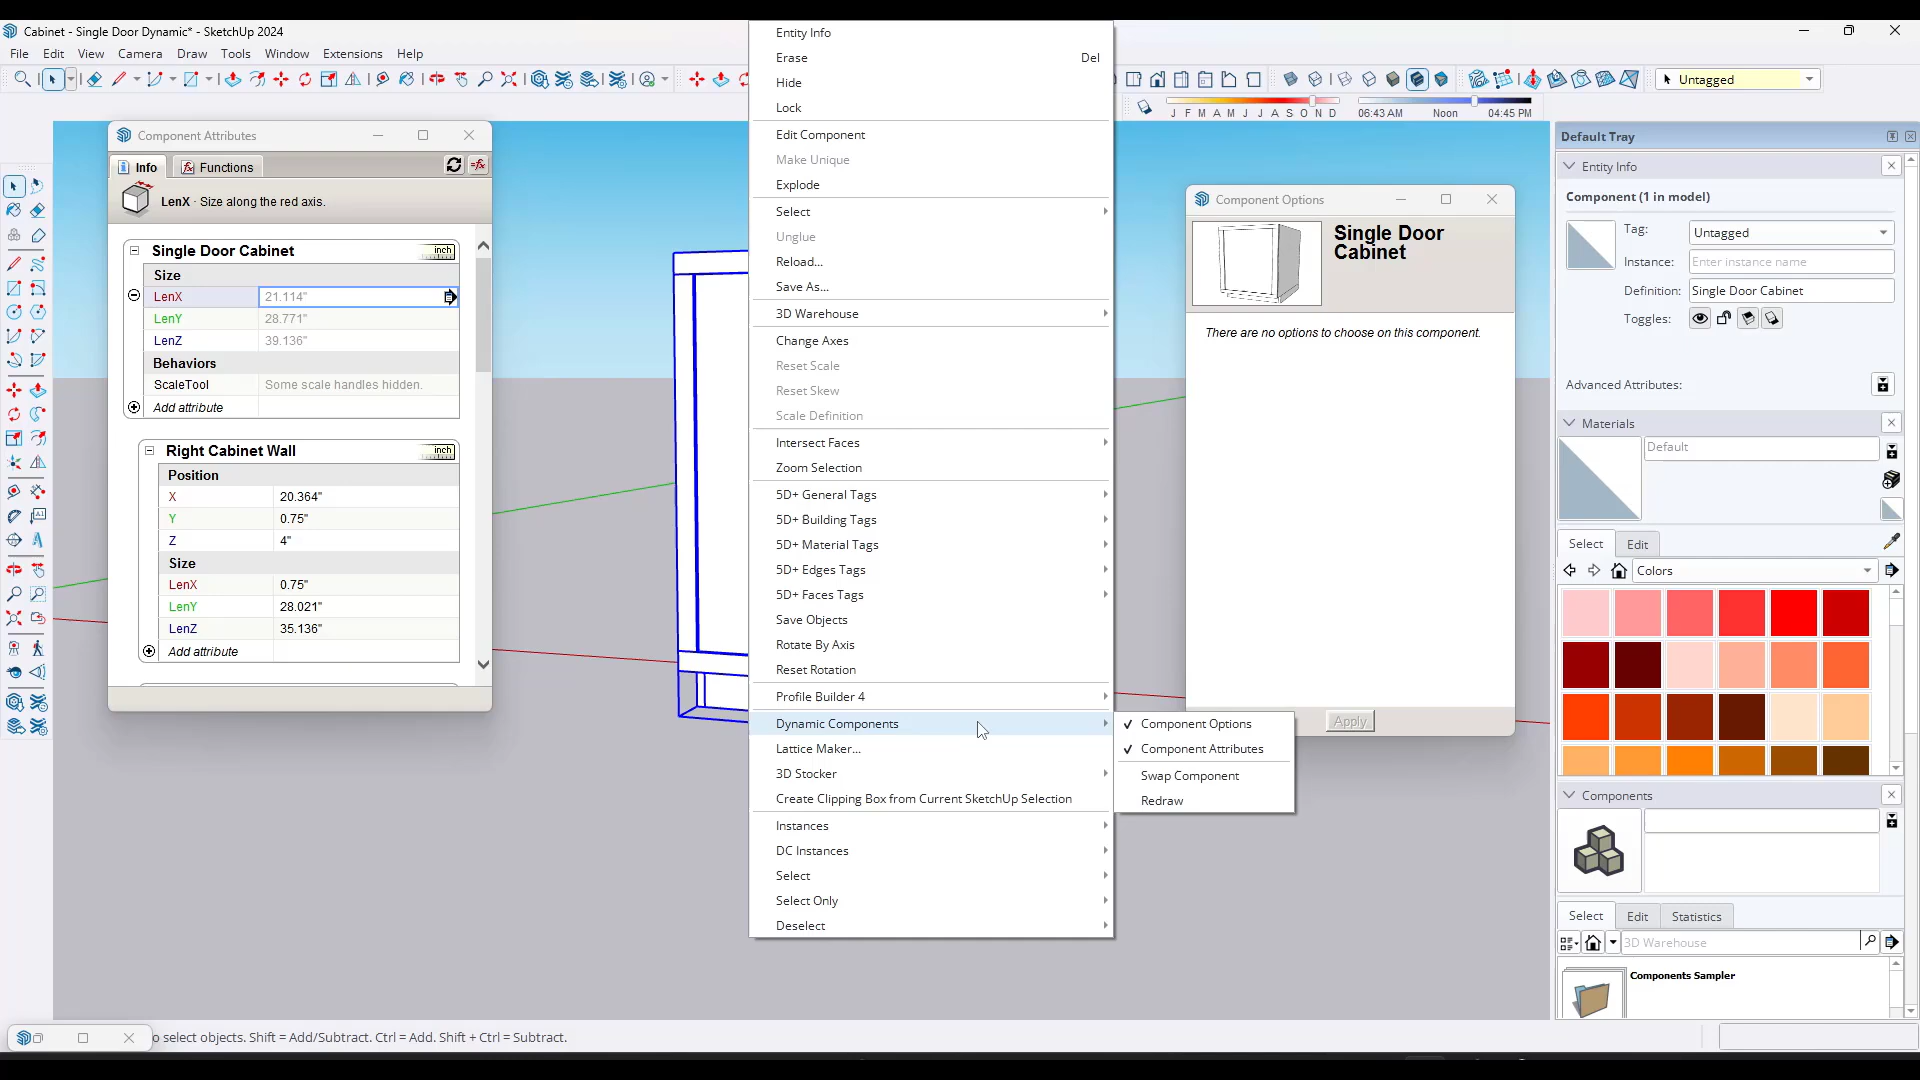 Cabinet - Single Door Dynamic* - SketchUp 2024
File Edit View Camera Draw Tools Window Extensions Help
Untagged
J F M A M J J A S O N D
06:43 AM Noon 04:45 PM
Component Attributes
Info
Functions
LenX · Size along the red axis.
Single Door Cabinet
inch
Size
LenX 21.114"
LenY 28.771"
LenZ 39.136"
Behaviors
ScaleTool Some scale handles hidden.
Add attribute
Right Cabinet Wall
inch
Position
X 20.364"
Y 0.75"
Z 4"
Size
LenX 0.75"
LenY 28.021"
LenZ 35.136"
Add attribute
Entity Info
Erase Del
Hide
Lock
Edit Component
Make Unique
Explode
Select
Unglue
Reload...
Save As...
3D Warehouse
Change Axes
Reset Scale
Reset Skew
Scale Definition
Intersect Faces
Zoom Selection
5D+ General Tags
5D+ Building Tags
5D+ Material Tags
5D+ Edges Tags
5D+ Faces Tags
Save Objects
Rotate By Axis
Reset Rotation
Profile Builder 4
Dynamic Components
Lattice Maker...
3D Stocker
Create Clipping Box from Current SketchUp Selection
Instances
DC Instances
Select
Select Only
Deselect
Component Options
Component Attributes
Swap Component
Redraw
Component Options
Single Door
Cabinet
There are no options to choose on this component.
Apply
Default Tray
Entity Info
Component (1 in model)
Tag: Untagged
Instance: Enter instance name
Definition: Single Door Cabinet
Toggles:
Advanced Attributes:
Materials
Default
Select Edit
Colors
Components
Select Edit Statistics
3D Warehouse
Components Sampler
o select objects. Shift = Add/Subtract. Ctrl = Add. Shift + Ctrl = Subtract.